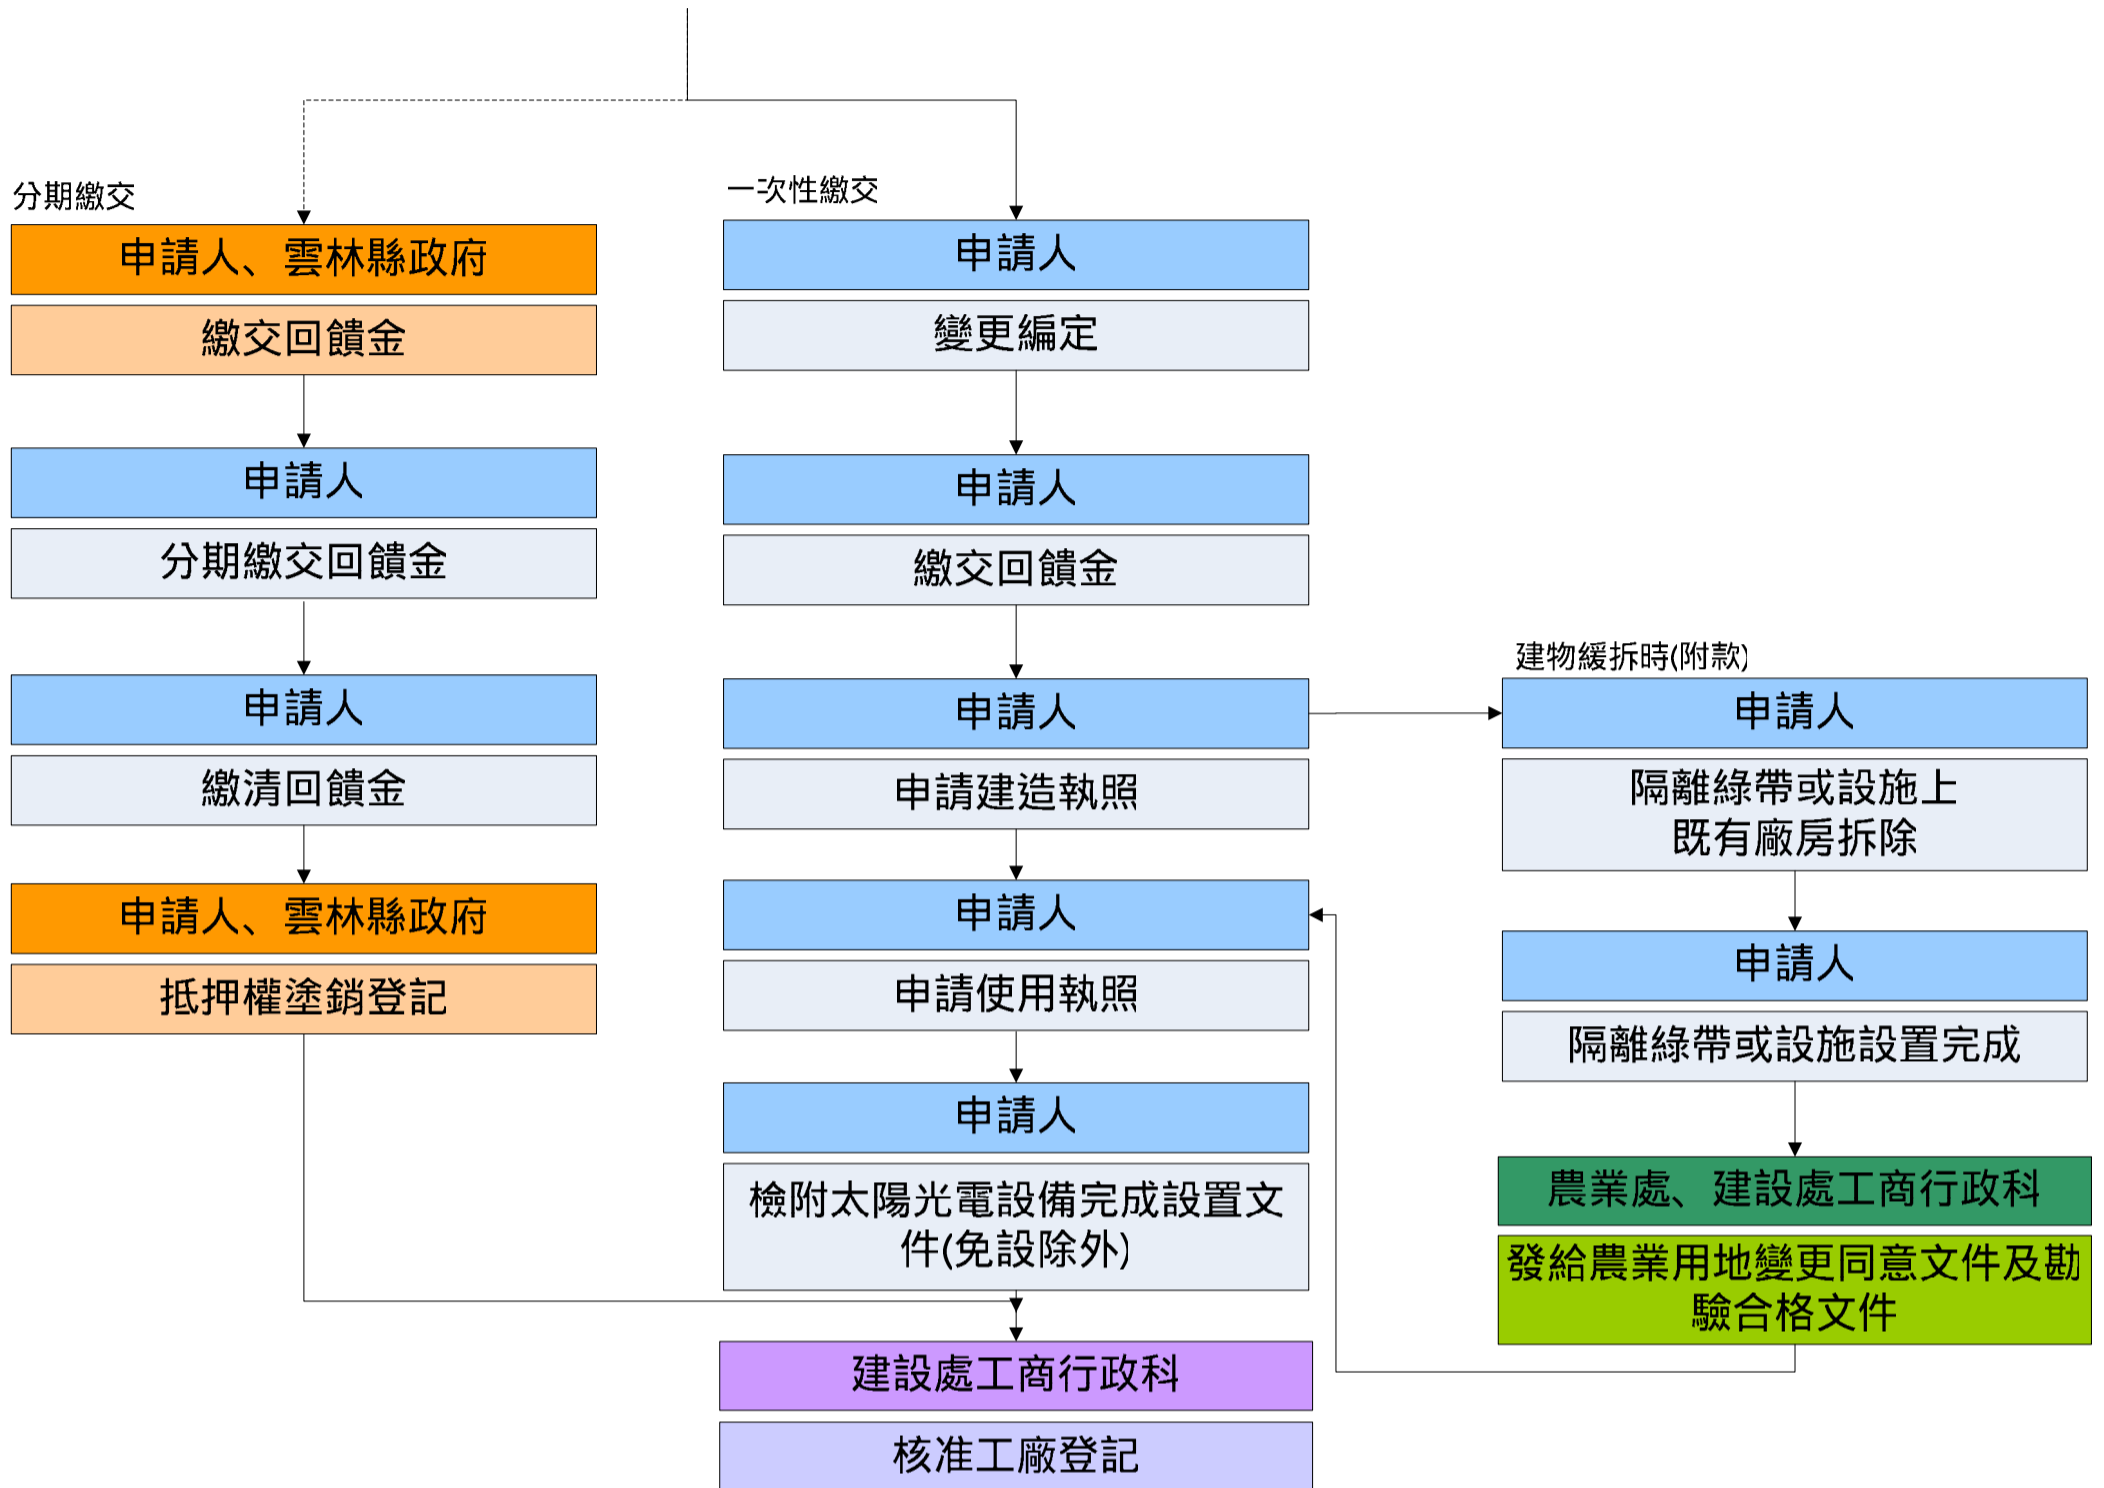 分期繳交
申請人、雲林縣政府
繳交回饋金
申請人
分期繳交回饋金
申請人
繳清回饋金
申請人、雲林縣政府
抵押權塗銷登記
一次性繳交
申請人
變更編定
申請人
繳交回饋金
申請人
申請建造執照
申請人
申請使用執照
申請人
檢附太陽光電設備完成設置文
件(免設除外)
建設處工商行政科
核准工廠登記
建物緩拆時(附款)
申請人
隔離綠帶或設施上
既有廠房拆除
申請人
隔離綠帶或設施設置完成
農業處、建設處工商行政科
發給農業用地變更同意文件及勘
驗合格文件